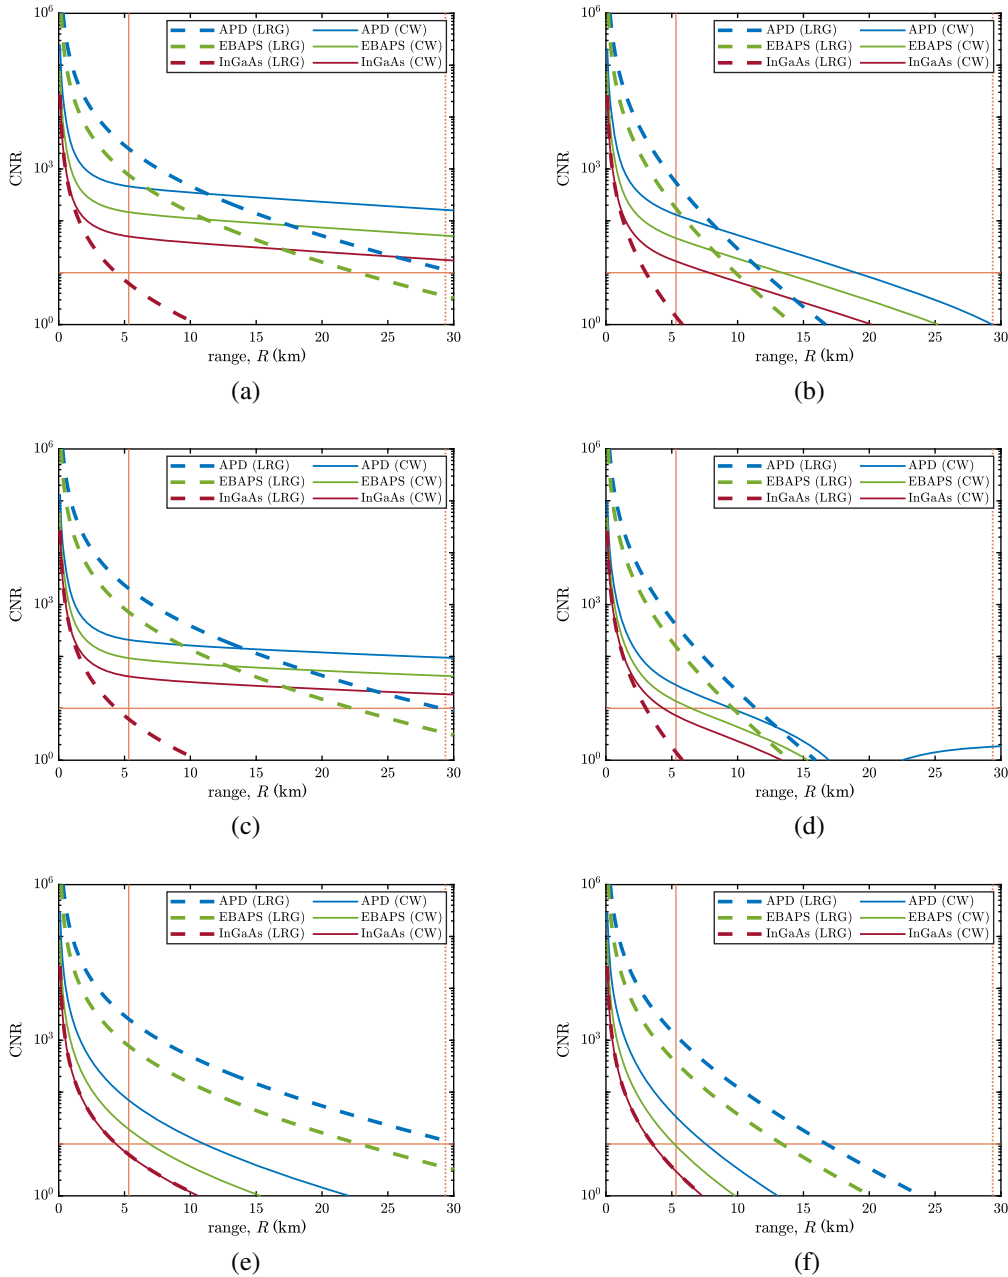 10^6
APD (LRG) APD (CW)
EBAPS (LRG) EBAPS (CW)
InGaAs (LRG) InGaAs (CW)
CNR
10^3
10^0
0 5 10 15 20 25 30
range, R (km)
(a)
10^6
APD (LRG) APD (CW)
EBAPS (LRG) EBAPS (CW)
InGaAs (LRG) InGaAs (CW)
CNR
10^3
10^0
0 5 10 15 20 25 30
range, R (km)
(b)
10^6
APD (LRG) APD (CW)
EBAPS (LRG) EBAPS (CW)
InGaAs (LRG) InGaAs (CW)
CNR
10^3
10^0
0 5 10 15 20 25 30
range, R (km)
(c)
10^6
APD (LRG) APD (CW)
EBAPS (LRG) EBAPS (CW)
InGaAs (LRG) InGaAs (CW)
CNR
10^3
10^0
0 5 10 15 20 25 30
range, R (km)
(d)
10^6
APD (LRG) APD (CW)
EBAPS (LRG) EBAPS (CW)
InGaAs (LRG) InGaAs (CW)
CNR
10^3
10^0
0 5 10 15 20 25 30
range, R (km)
(e)
10^6
APD (LRG) APD (CW)
EBAPS (LRG) EBAPS (CW)
InGaAs (LRG) InGaAs (CW)
CNR
10^3
10^0
0 5 10 15 20 25 30
range, R (km)
(f)